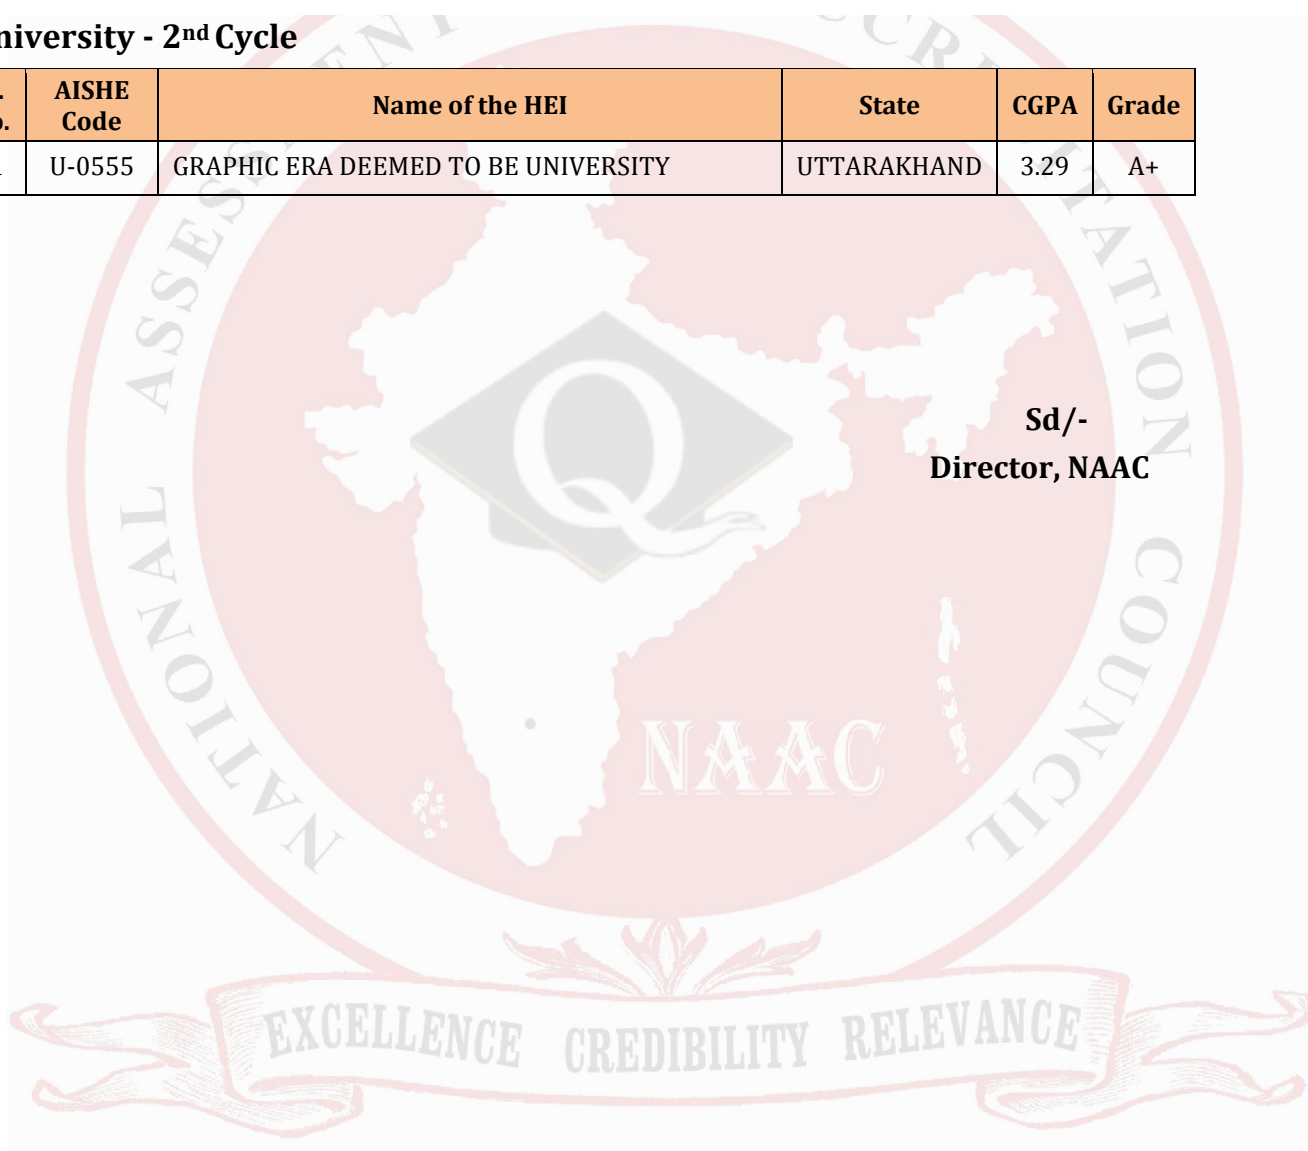 niversity - 2nd Cycle
AISHE Code Name of the HEI State CGPA Grade
U-0555 GRAPHIC ERA DEEMED TO BE UNIVERSITY UTTARAKHAND 3.29 A+
Sd/-
Director, NAAC
NATIONAL ASSESSMENT ACCREDITATION COUNCIL
NAAC
EXCELLENCE CREDIBILITY RELEVANCE